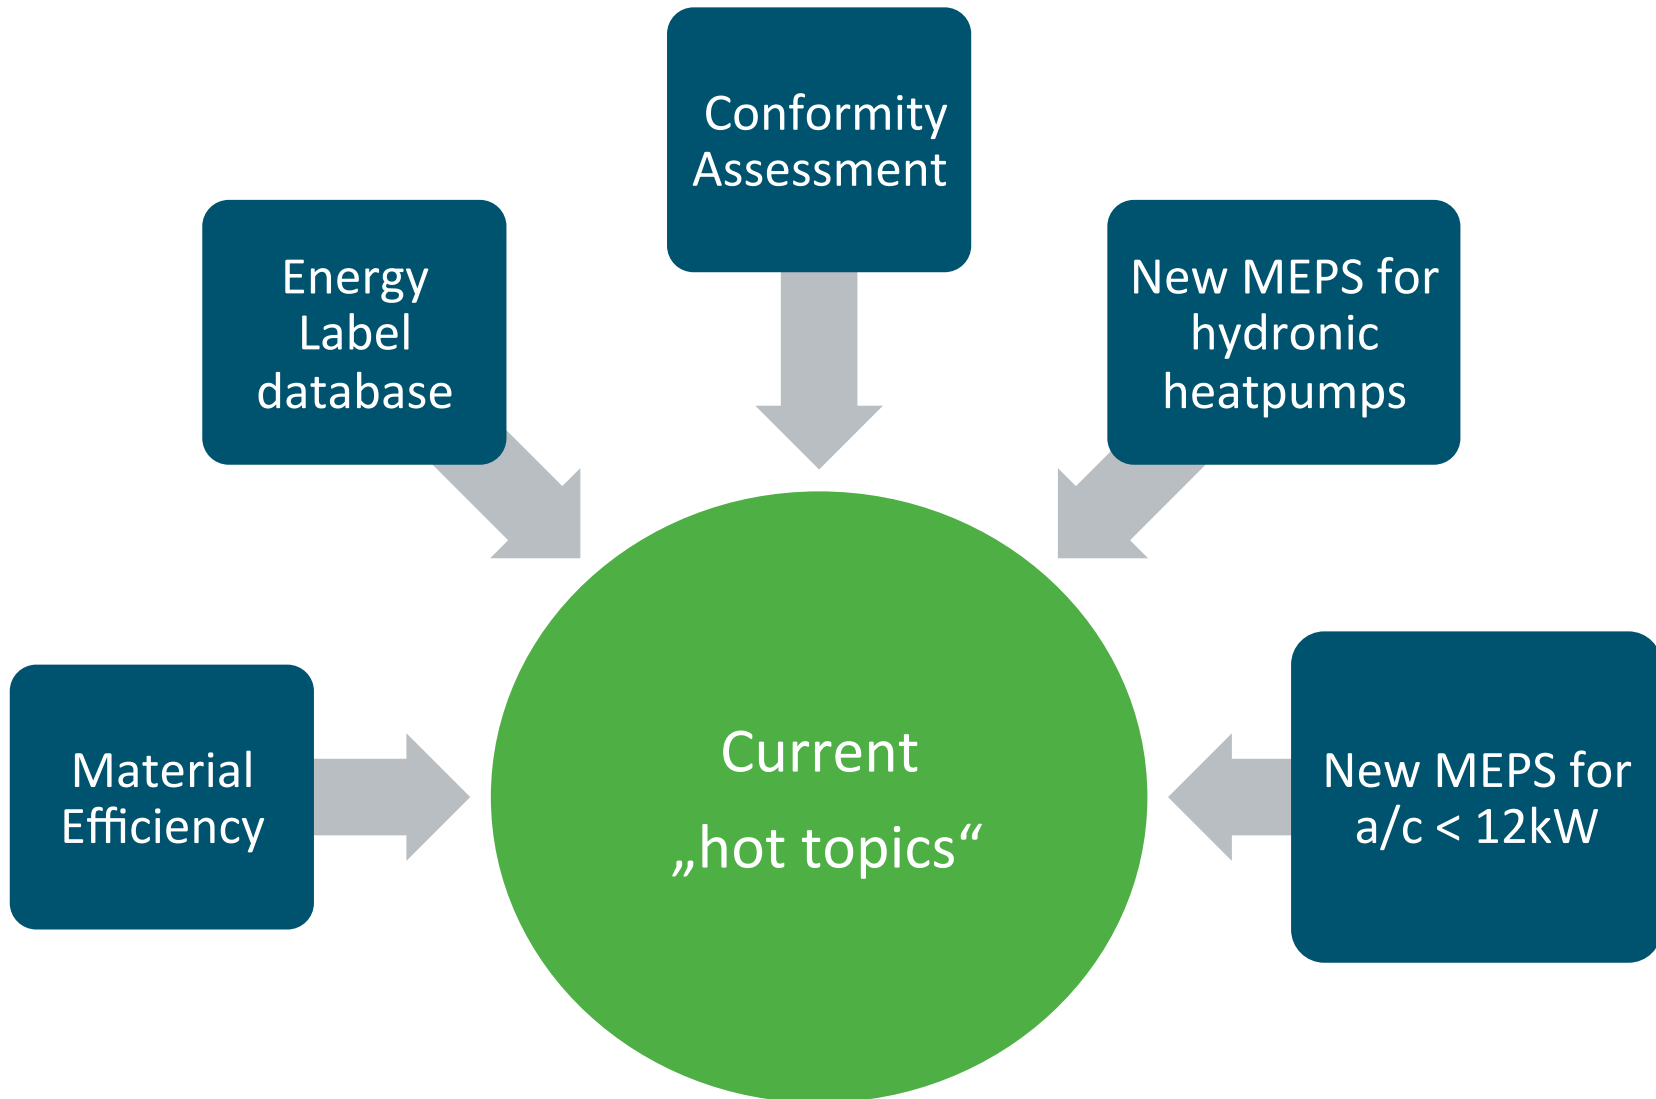 Conformity
Assessment
Energy
Label
database
New MEPS for
hydronic
heatpumps
Material
Efficiency
Current
„hot topics“
New MEPS for
a/c < 12kW